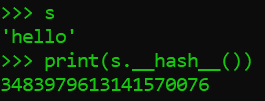 >>> s
'hello'
>>> print(s.__hash__())
3483979613141570076